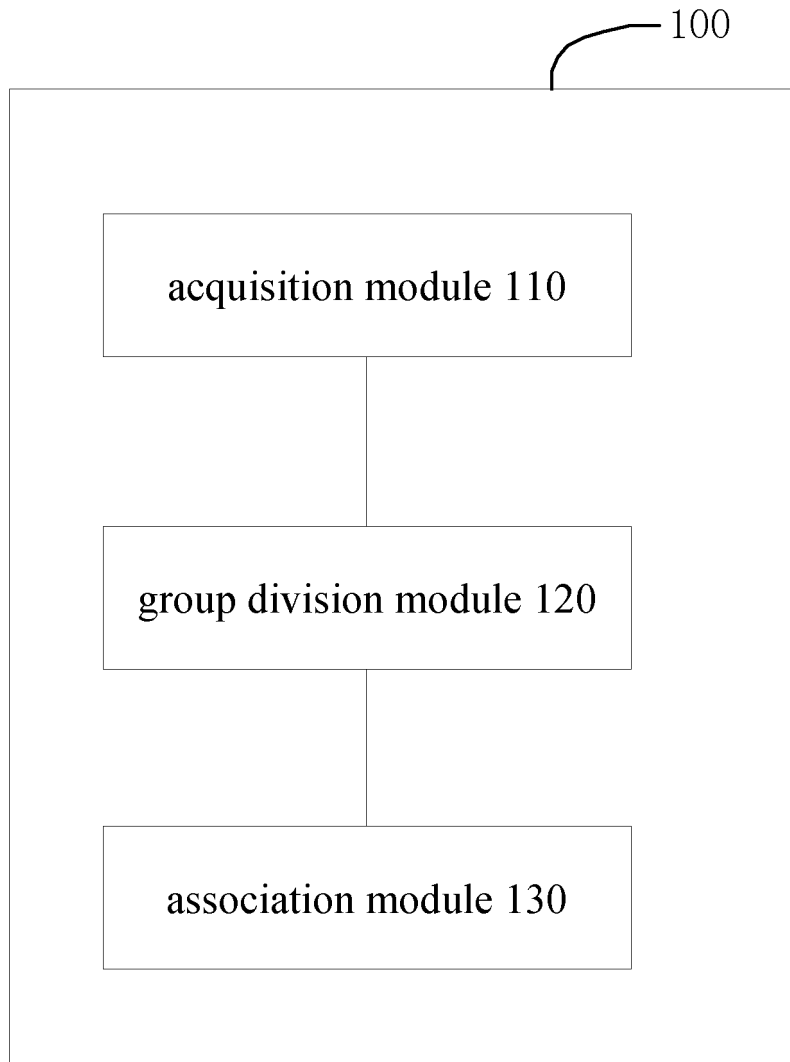 100
acquisition module 110
group division module 120
association module 130